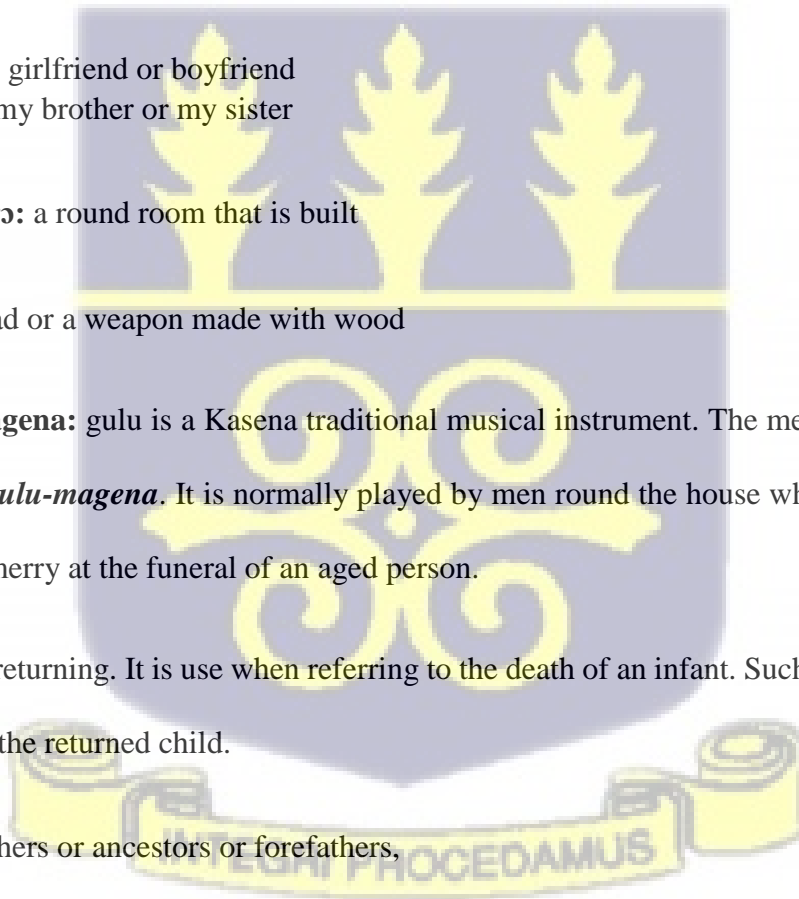 girlfriend or boyfriend
my brother or my sister
ɔ: a round room that is built
or a weapon made with wood
gena: gulu is a Kasena traditional musical instrument. The me
ulu-magena. It is normally played by men round the house wh
at the funeral of an aged person.
returning. It is use when referring to the death of an infant. Such
the returned child.
hers or ancestors or forefathers,
INTEGRI PROCEDAMUS